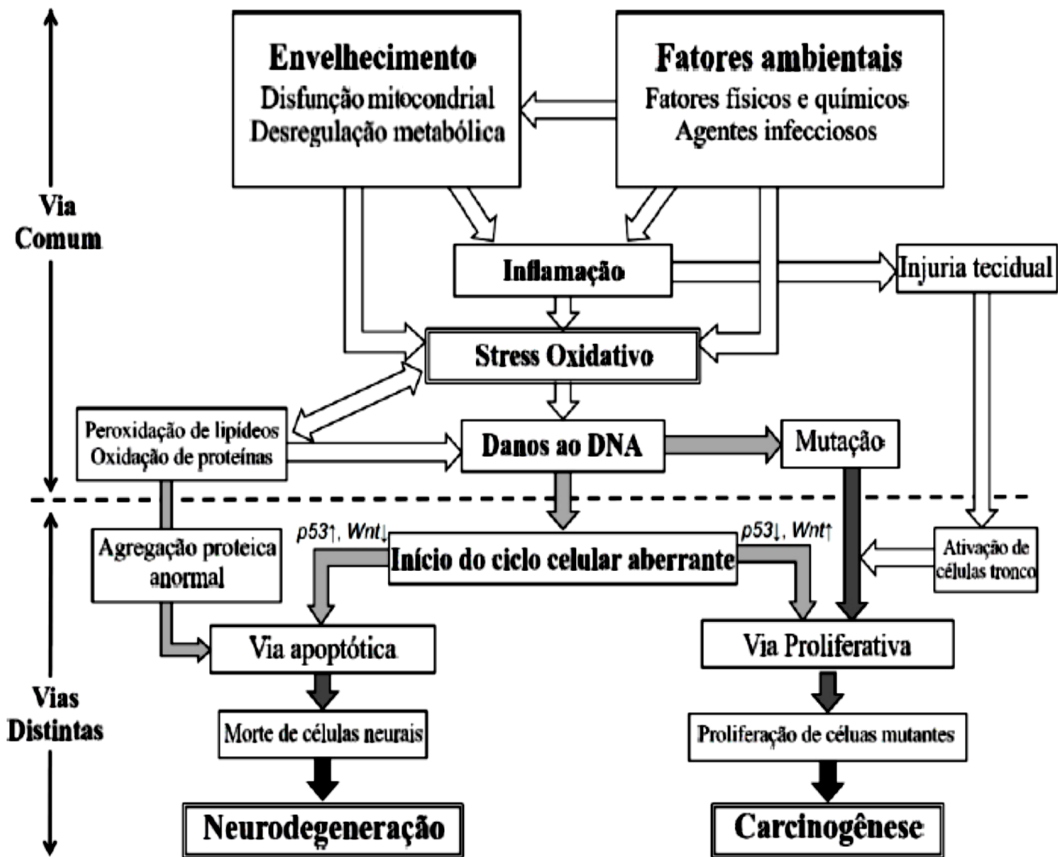 Envelhecimento
Disfunção mitocondrial
Desregulação metabólica
Fatores ambientais
Fatores físicos e químicos
Agentes infecciosos
Via
Comum
Inflamação
Injuria tecidual
Stress Oxidativo
Peroxidação de lipídeos
Oxidação de proteínas
Danos ao DNA
Mutação
p53↑, Wnt↓
p53↓, Wnt↑
Agregação proteica
anormal
Início do ciclo celular aberrante
Ativação de
células tronco
Via apoptótica
Via Proliferativa
Vias
Distintas
Morte de células neurais
Proliferação de céluas mutantes
Neurodegeneração
Carcinogênese